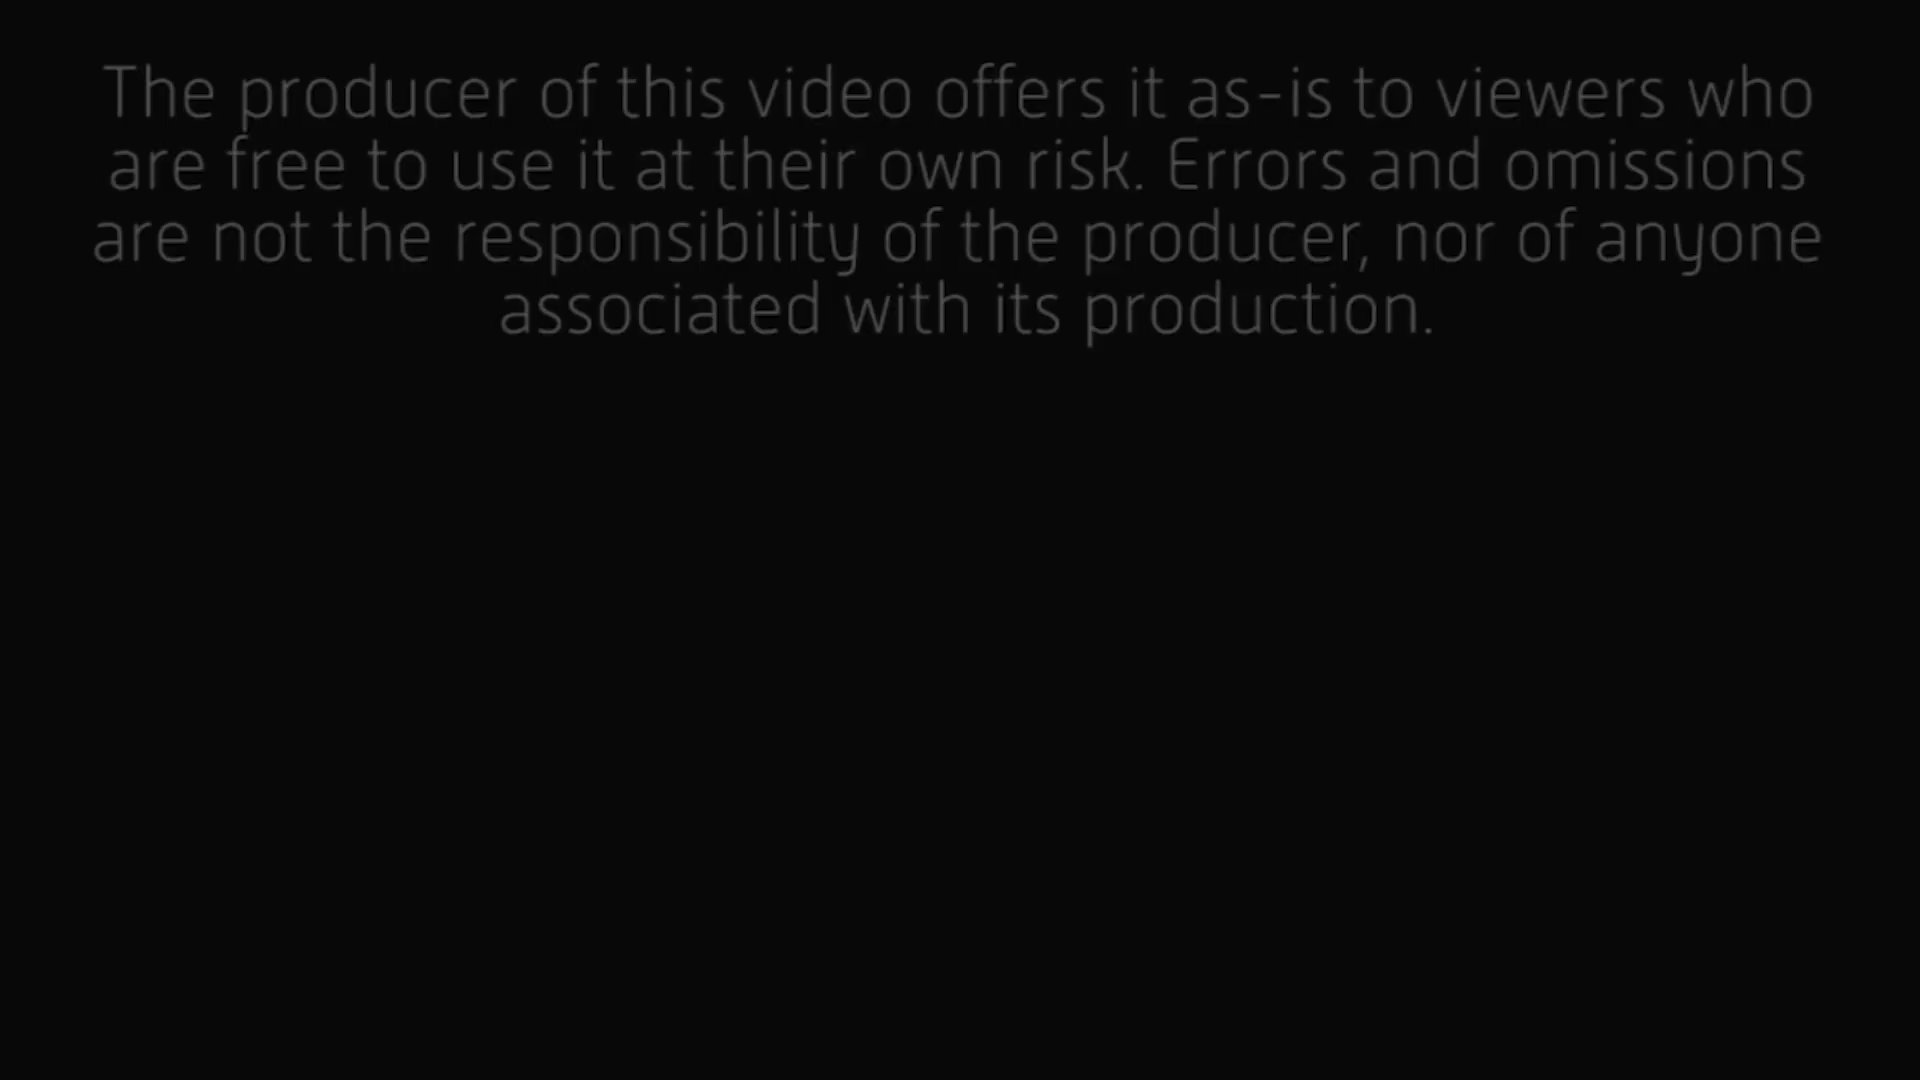 The producer of this video offers it as-is to viewers who
are free to use it at their own risk. Errors and omissions
are not the responsibility of the producer, nor of anyone
associated with its production.